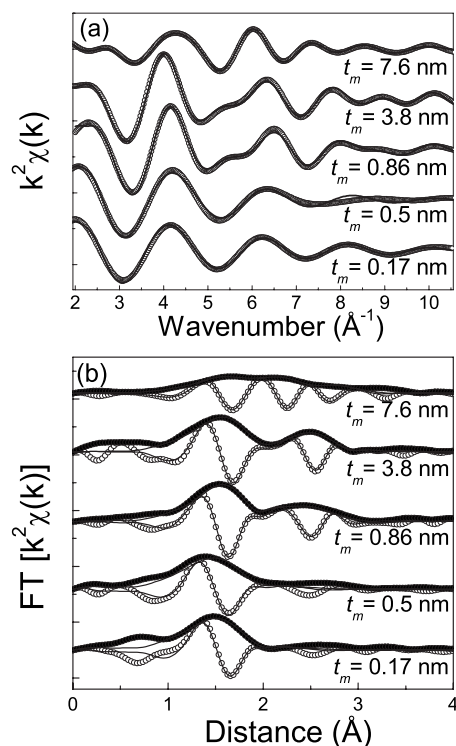 (a)
k²χ(k)
t_m = 7.6 nm
t_m = 3.8 nm
t_m = 0.86 nm
t_m = 0.5 nm
t_m = 0.17 nm
2 3 4 5 6 7 8 9 10
Wavenumber (Å⁻¹)
(b)
FT [k²χ(k)]
t_m = 7.6 nm
t_m = 3.8 nm
t_m = 0.86 nm
t_m = 0.5 nm
t_m = 0.17 nm
0 1 2 3 4
Distance (Å)